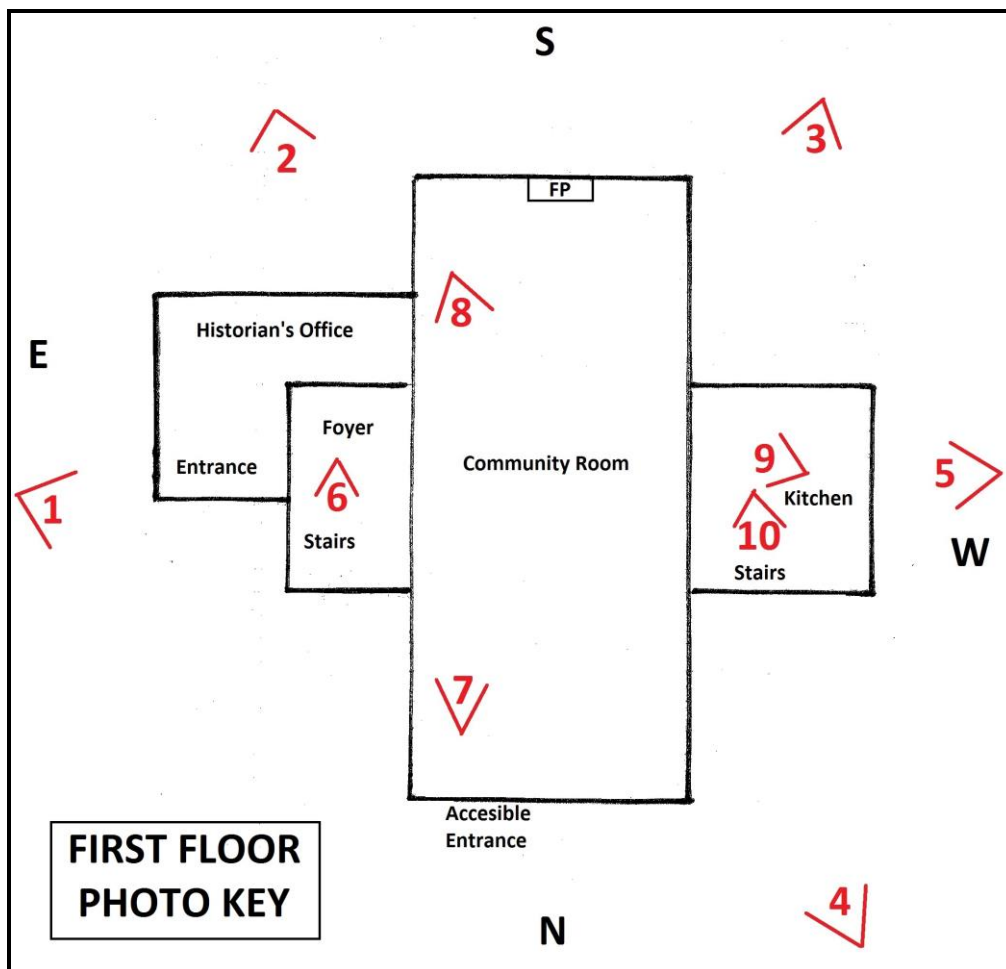 S
2
3
FP
8
Historian's Office
E
Foyer
Entrance
Community Room
9
5
1
6
Kitchen
10
Stairs
Stairs
W
7
Accesible
Entrance
FIRST FLOOR
PHOTO KEY
4
N